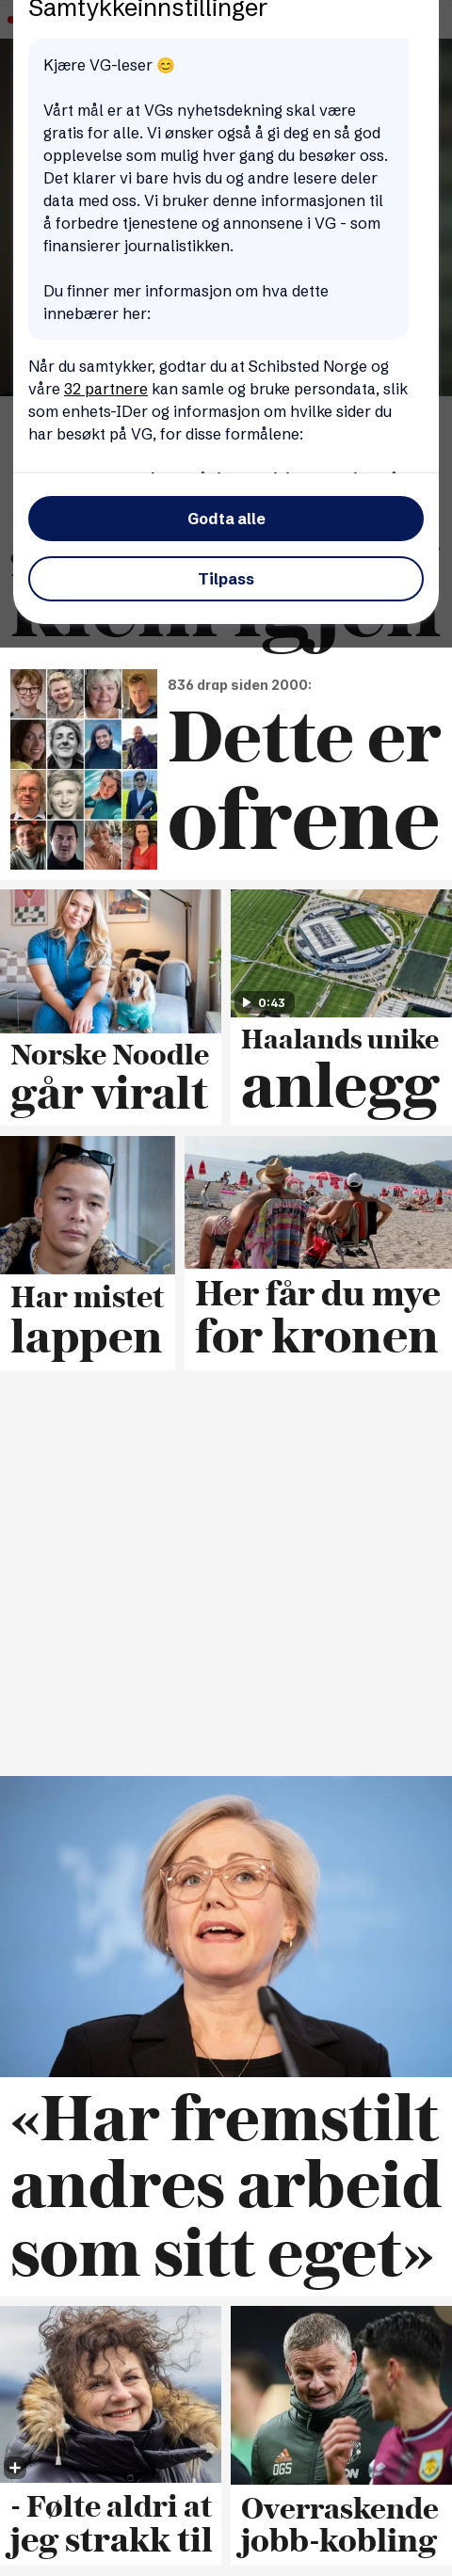 Samtykkeinnstillinger
Kjære VG-leser 😊
Vårt mål er at VGs nyhetsdekning skal være
gratis for alle. Vi ønsker også å gi deg en så god
opplevelse som mulig hver gang du besøker oss.
Det klarer vi bare hvis du og andre lesere deler
data med oss. Vi bruker denne informasjonen til
å forbedre tjenestene og annonsene i VG - som
finansierer journalistikken.
Du finner mer informasjon om hva dette
innebærer her:
Når du samtykker, godtar du at Schibsted Norge og
våre 32 partnere kan samle og bruke persondata, slik
som enhets-IDer og informasjon om hvilke sider du
har besøkt på VG, for disse formålene:
Godta alle
Tilpass
836 drap siden 2000:
Dette er
ofrene
0:43
Norske Noodle
går viralt
Haalands unike
anlegg
Har mistet
lappen
Her får du mye
for kronen
«Har fremstilt
andres arbeid
som sitt eget»
OGS
- Følte aldri at
jeg strakk til
Overraskende
jobb-kobling